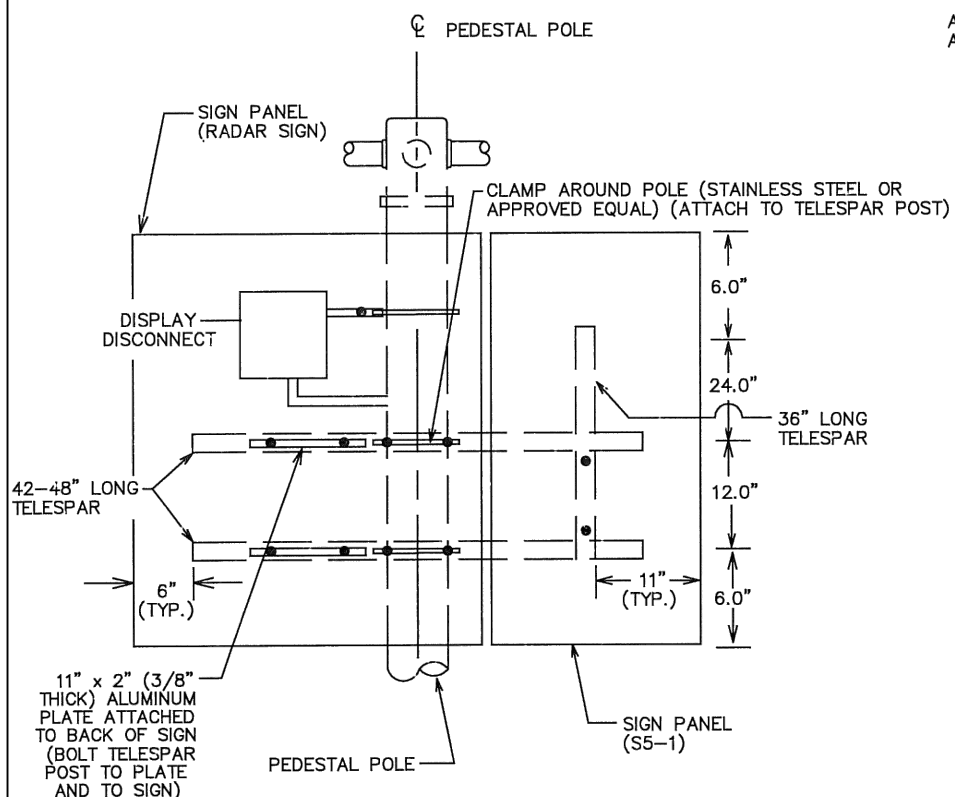 ℄ PEDESTAL POLE
A
A
SIGN PANEL
(RADAR SIGN)
CLAMP AROUND POLE (STAINLESS STEEL OR
APPROVED EQUAL) (ATTACH TO TELESPAR POST)
6.0"
DISPLAY
DISCONNECT
24.0"
36" LONG
TELESPAR
42-48" LONG
TELESPAR
12.0"
6"
(TYP.)
11"
(TYP.)
6.0"
11" x 2" (3/8"
THICK) ALUMINUM
PLATE ATTACHED
TO BACK OF SIGN
(BOLT TELESPAR
POST TO PLATE
AND TO SIGN)
PEDESTAL POLE
SIGN PANEL
(S5-1)